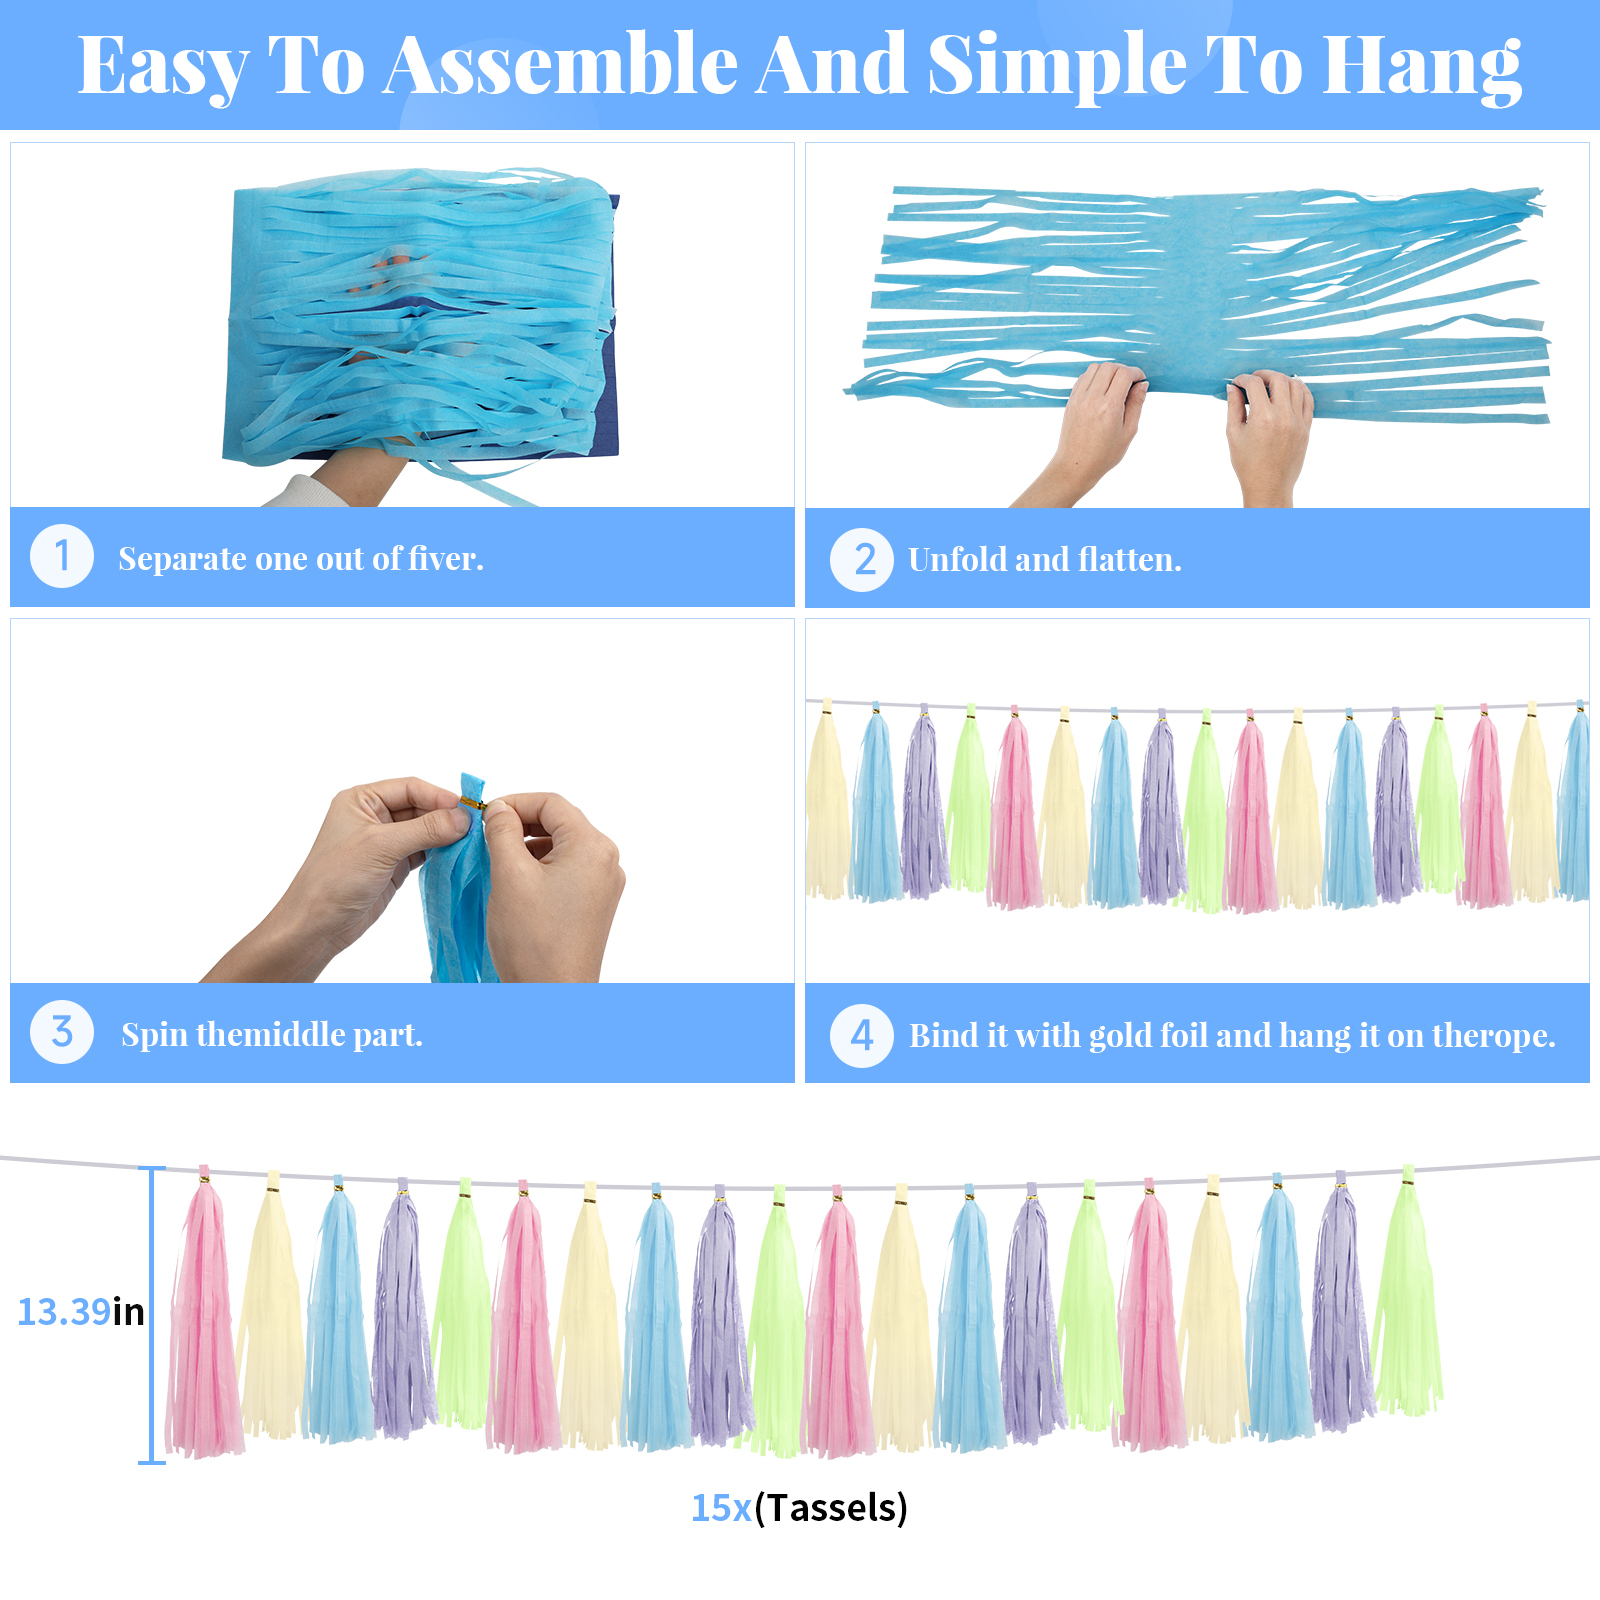 Easy To Assemble And Simple To Hang
1 Separate one out of fiver.
2 Unfold and flatten.
3 Spin themiddle part.
4 Bind it with gold foil and hang it on therope.
13.39in
15x(Tassels)